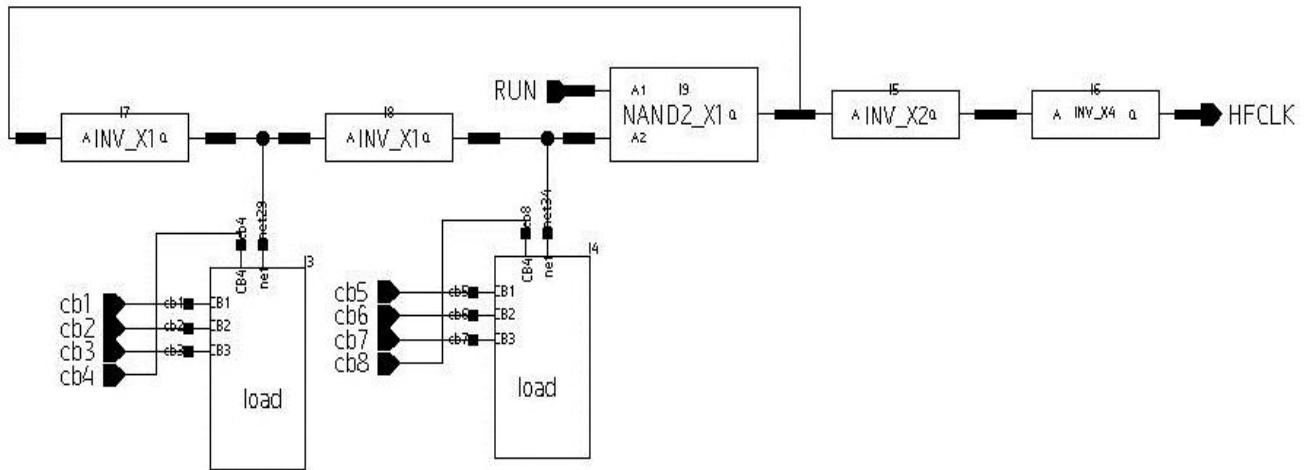 I7
A INV_X1 Q
I8
A INV_X1 Q
RUN
A1 I9
NAND2_X1 Q
A2
I5
A INV_X2 Q
I6
A INV_X4 Q
HFCLK
cb4
net29
CB4
net
I3
cb1 cb1 CB1
cb2 cb2 CB2
cb3 cb3 CB3
cb4
load
cb8
net34
CB4
net
I4
cb5 cb5 CB1
cb6 cb6 CB2
cb7 cb7 CB3
cb8
load